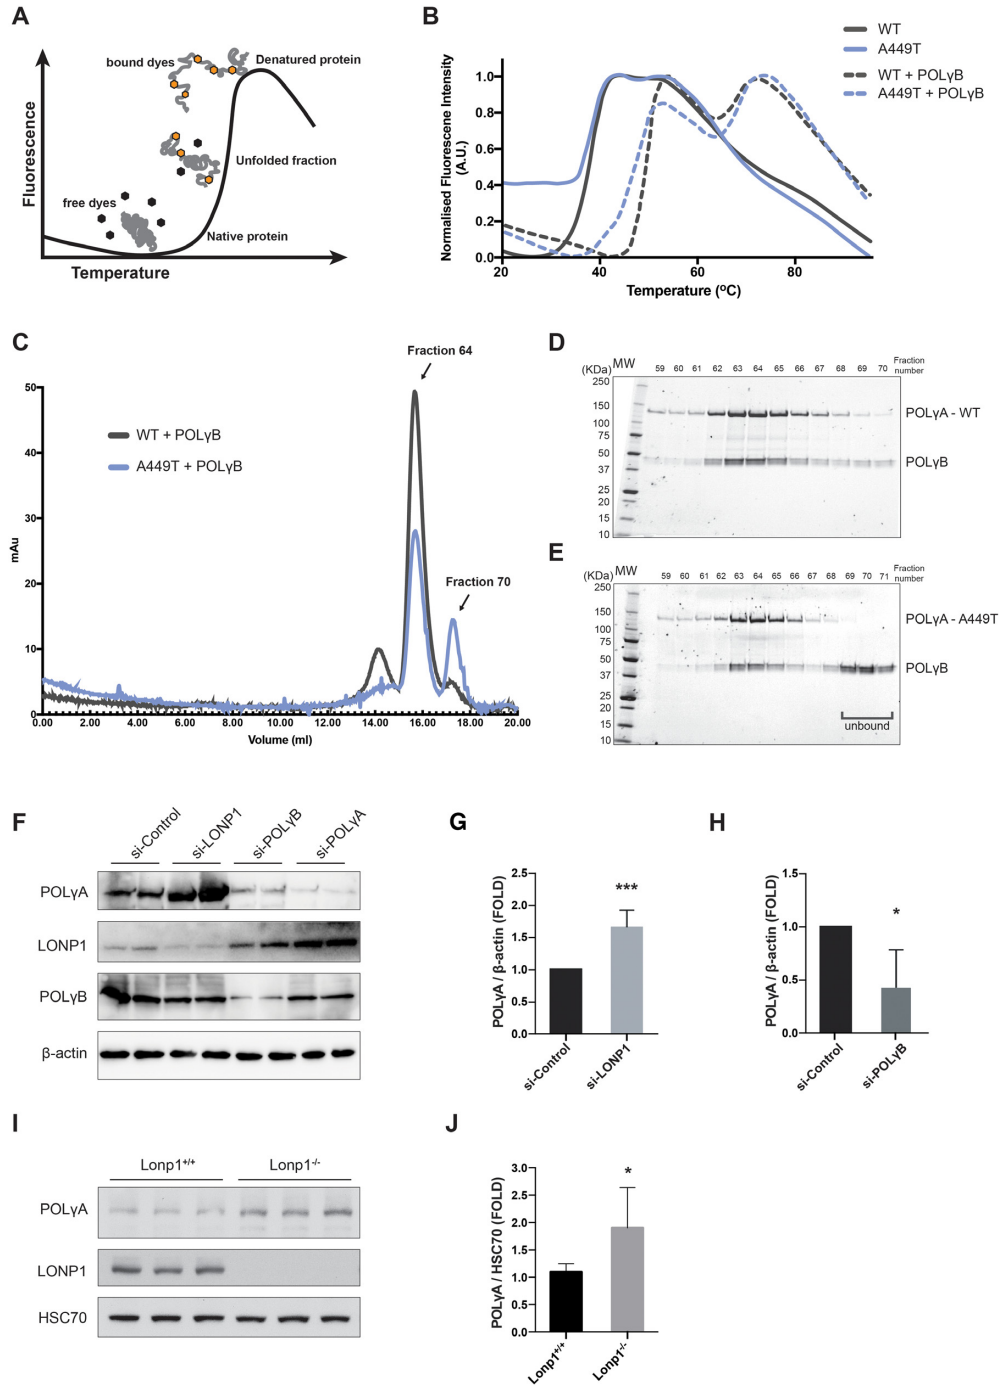 A
Fluorescence
Temperature
bound dyes
Denatured protein
Unfolded fraction
free dyes
Native protein
B
Normalised Fluorescene Intensity
(A.U.)
1.0
0.8
0.6
0.4
0.2
0.0
20
40
60
80
Temperature (ºC)
WT
A449T
WT + POLγB
A449T + POLγB
C
mAu
50
40
30
20
10
0
0.00
2.00
4.00
6.00
8.00
10.00
12.00
14.00
16.00
18.00
20.00
Volume (ml)
WT + POLγB
A449T + POLγB
Fraction 64
Fraction 70
D
(KDa)
MW
59 60 61 62 63 64 65 66 67 68 69 70
Fraction
number
250
150
100
75
50
37
25
20
15
10
POLγA - WT
POLγB
E
(KDa)
MW
59 60 61 62 63 64 65 66 67 68 69 70 71
Fraction
number
250
150
100
75
50
37
25
20
15
10
POLγA - A449T
POLγB
unbound
F
si-Control
si-LONP1
si-POLγB
si-POLγA
POLγA
LONP1
POLγB
β-actin
G
POLγA / β-actin (FOLD)
2.5
2.0
1.5
1.0
0.5
0.0
***
si-Control
si-LONP1
H
POLγA / β-actin (FOLD)
1.5
1.0
0.5
0.0
*
si-Control
si-POLγB
I
Lonp1+/+
Lonp1-/-
POLγA
LONP1
HSC70
J
POLγA / HSC70 (FOLD)
3.0
2.5
2.0
1.5
1.0
0.5
0.0
*
Lonp1+/+
Lonp1-/-